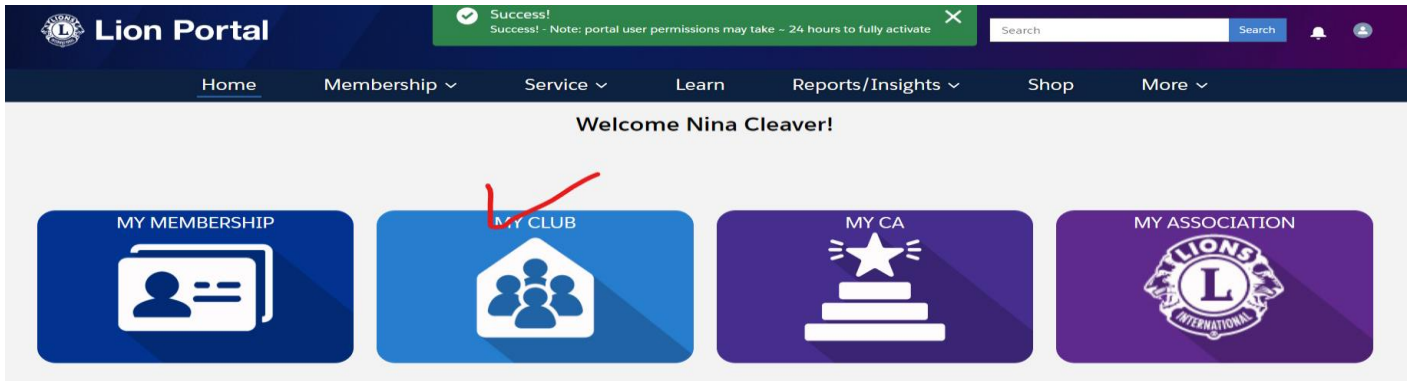 Lion Portal
Success!
Success! - Note: portal user permissions may take ~ 24 hours to fully activate
Search
Search
Home
Membership
Service
Learn
Reports/Insights
Shop
More
Welcome Nina Cleaver!
MY MEMBERSHIP
MY CLUB
MY CA
MY ASSOCIATION
LIONS
L
INTERNATIONAL